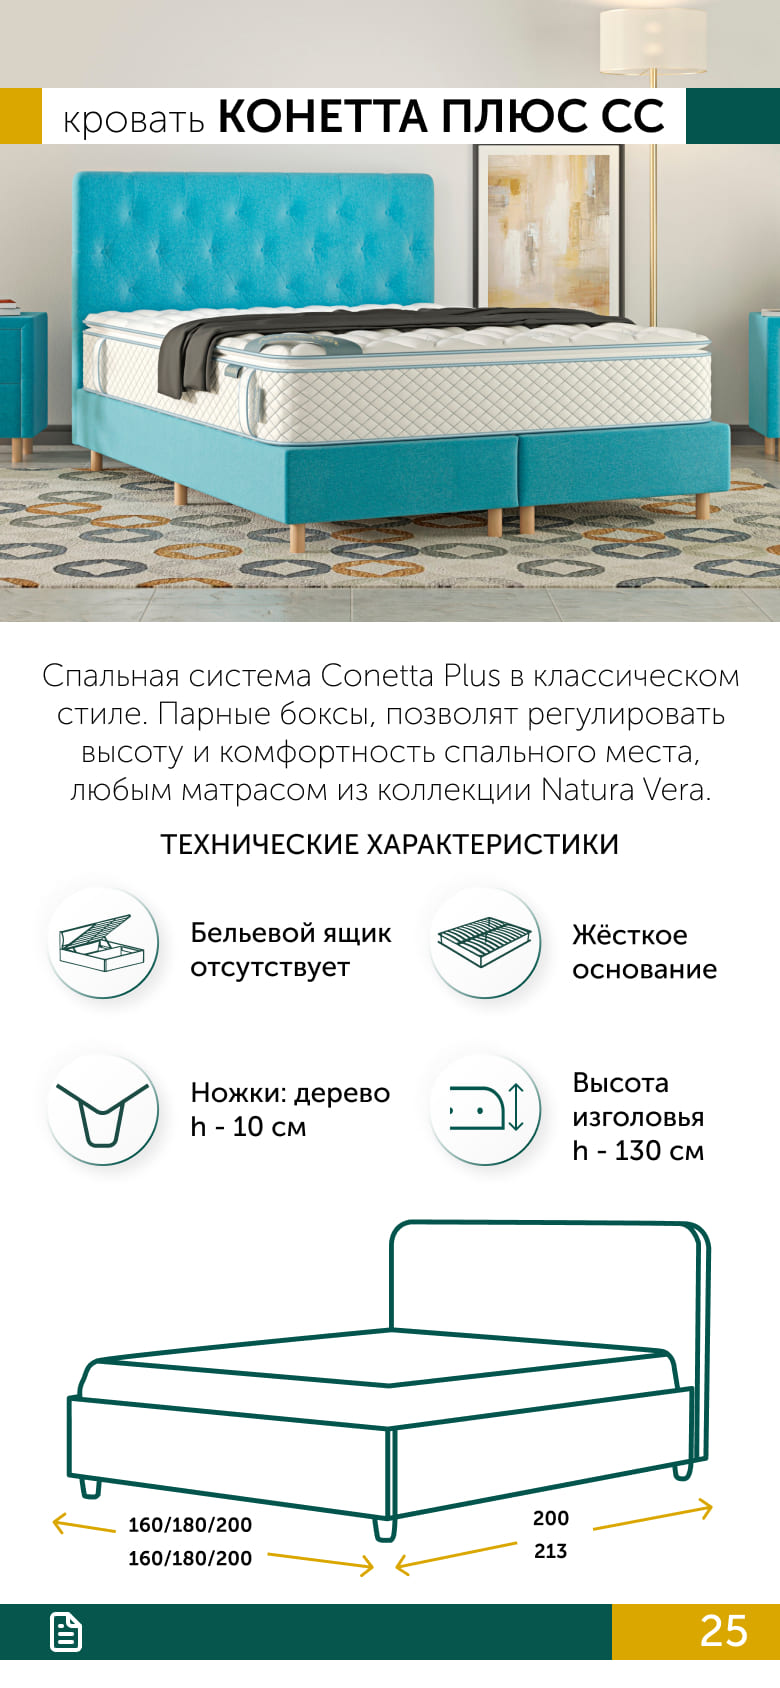 кровать КОНЕТТА ПЛЮС СС
Спальная система Conetta Plus в классическом
стиле. Парные боксы, позволят регулировать
высоту и комфортность спального места,
любым матрасом из коллекции Natura Vera.
ТЕХНИЧЕСКИЕ ХАРАКТЕРИСТИКИ
Бельевой ящик
отсутствует
Жёсткое
основание
Ножки: дерево
h - 10 см
Высота
изголовья
h - 130 см
160/180/200
160/180/200
200
213
25